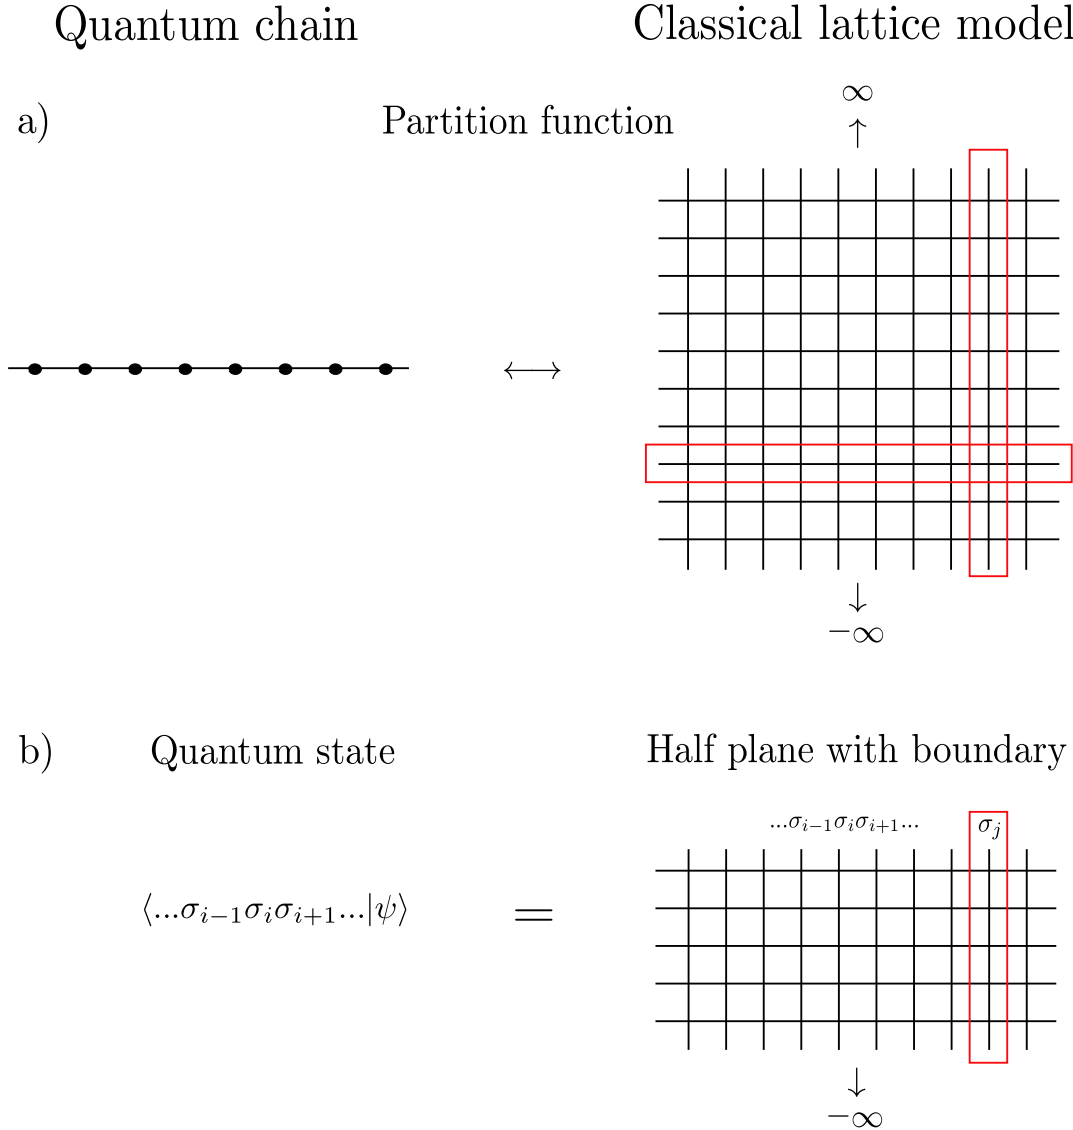 Quantum chain
Classical lattice model
a)
Partition function
∞
↑
←→
↓
−∞
b)
Quantum state
Half plane with boundary
...σ_{i−1}σ_iσ_{i+1}...
σ_j
⟨...σ_{i−1}σ_iσ_{i+1}...|ψ⟩
=
↓
−∞